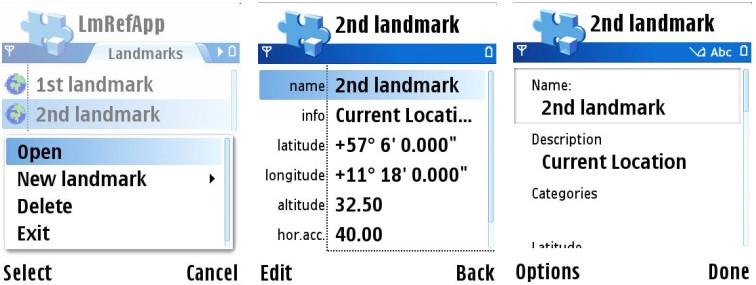 LmRefApp
Landmarks
1st landmark
2nd landmark
Open
New landmark
Delete
Exit
Select Cancel
2nd landmark
name 2nd landmark
info Current Locati...
latitude +57° 6' 0.000"
longitude +11° 18' 0.000"
altitude 32.50
hor.acc. 40.00
Edit Back
2nd landmark
Abc
Name:
2nd landmark
Description
Current Location
Categories
Latitude
Options Done